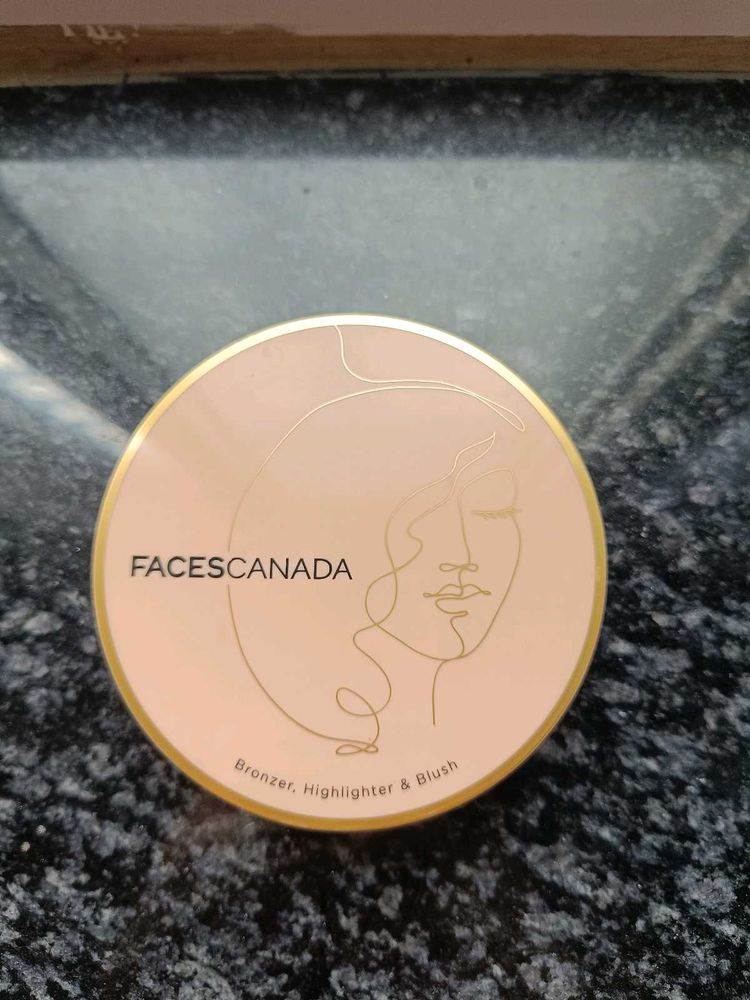 FACESCANADA
Bronzer, Highlighter & Blush